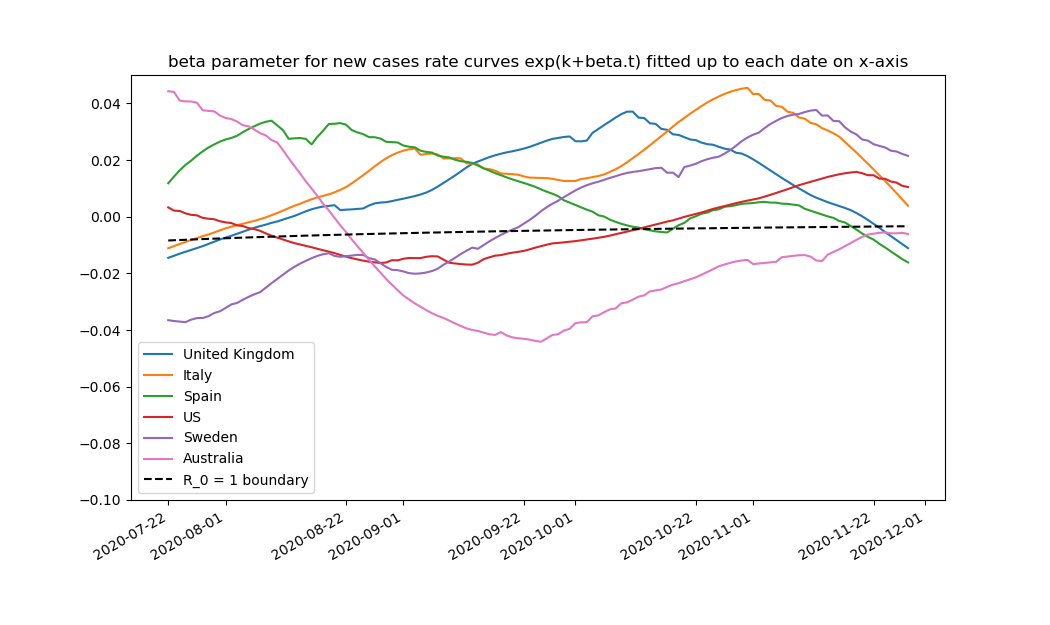 beta parameter for new cases rate curves exp(k+beta.t) fitted up to each date on x-axis
0.04
0.02
0.00
−0.02
−0.04
−0.06
−0.08
−0.10
United Kingdom
Italy
Spain
US
Sweden
Australia
R_0 = 1 boundary
2020-07-22
2020-08-01
2020-08-22
2020-09-01
2020-09-22
2020-10-01
2020-10-22
2020-11-01
2020-11-22
2020-12-01